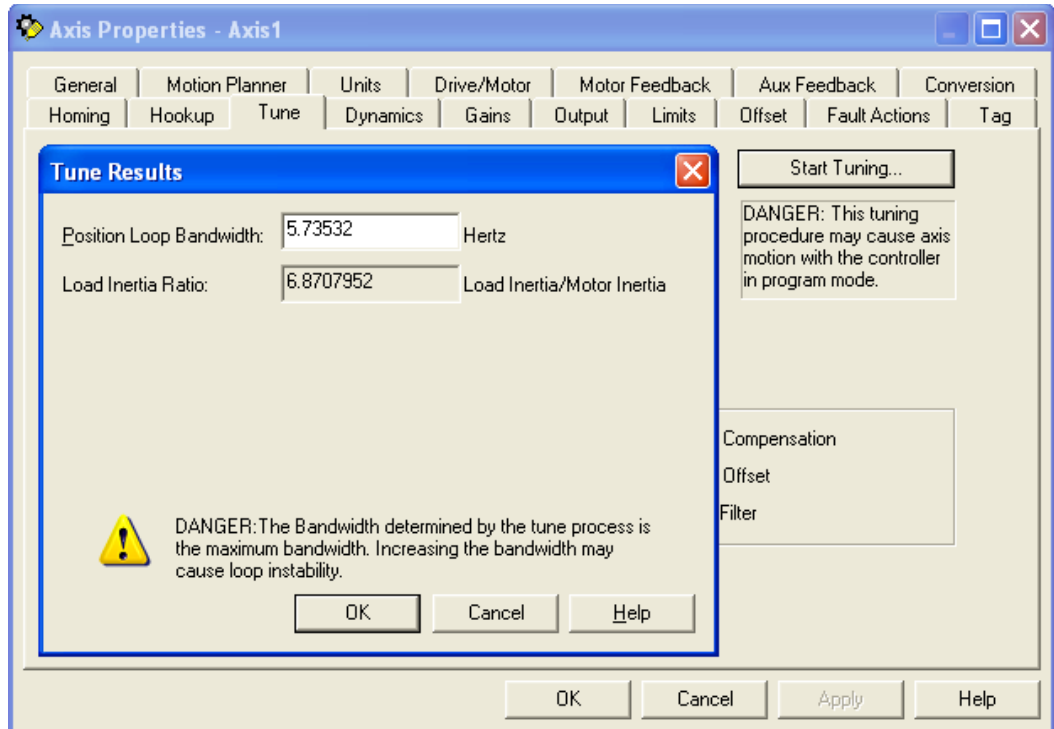 Axis Properties - Axis1
General Motion Planner Units Drive/Motor Motor Feedback Aux Feedback Conversion
Homing Hookup Tune Dynamics Gains Output Limits Offset Fault Actions Tag
Tune Results
Start Tuning...
DANGER: This tuning
procedure may cause axis
motion with the controller
in program mode.
Position Loop Bandwidth: 5.73532 Hertz
Load Inertia Ratio: 6.8707952 Load Inertia/Motor Inertia
Compensation
Offset
Filter
DANGER:The Bandwidth determined by the tune process is
the maximum bandwidth. Increasing the bandwidth may
cause loop instability.
OK Cancel Help
OK Cancel Apply Help